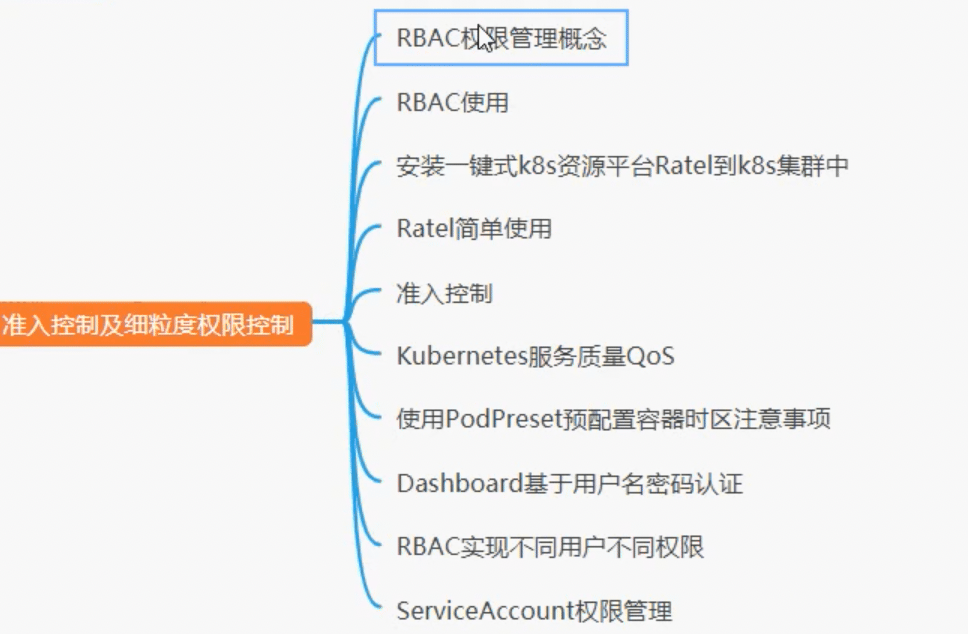 RBAC权限管理概念
RBAC使用
安装一键式k8s资源平台Ratel到k8s集群中
Ratel简单使用
准入控制
准入控制及细粒度权限控制
Kubernetes服务质量QoS
使用PodPreset预配置容器时区注意事项
Dashboard基于用户名密码认证
RBAC实现不同用户不同权限
ServiceAccount权限管理